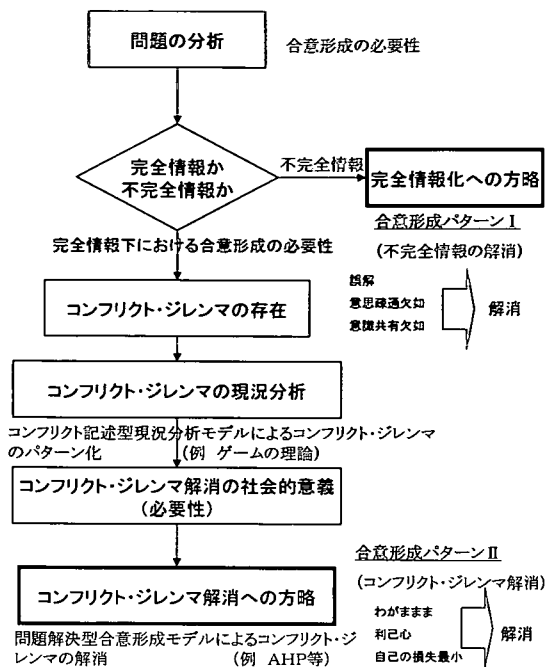 問題の分析
合意形成の必要性
完全情報か
不完全情報か
不完全情報
完全情報化への方略
合意形成パターンⅠ
(不完全情報の解消)
完全情報下における合意形成の必要性
誤解
意思疎通欠如
意識共有欠如
解消
コンフリクト・ジレンマの存在
コンフリクト・ジレンマの現況分析
コンフリクト記述型現況分析モデルによるコンフリクト・ジレンマ
のパターン化 (例 ゲームの理論)
コンフリクト・ジレンマ解消の社会的意義
(必要性)
合意形成パターンⅡ
(コンフリクト・ジレンマ解消)
コンフリクト・ジレンマ解消への方略
わがままま
利己心
自己の損失最小
解消
問題解決型合意形成モデルによるコンフリクト・ジ
レンマの解消 (例 AHP等)